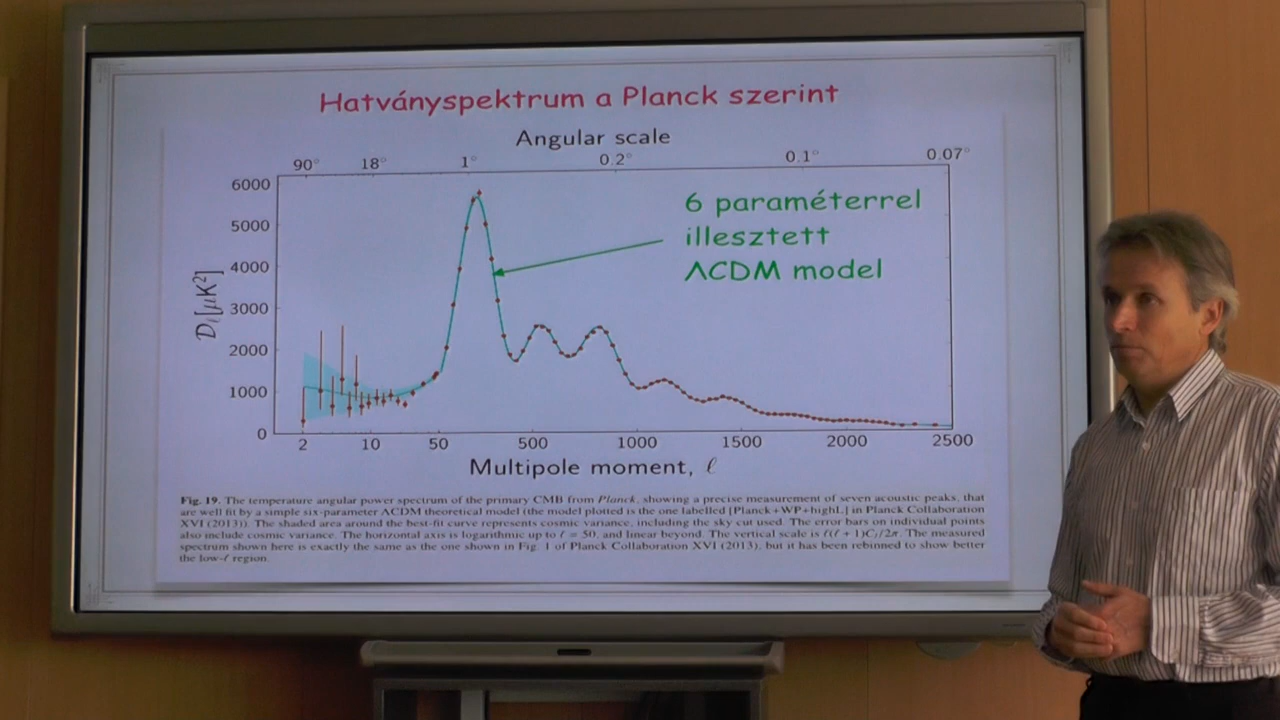 Hatványspektrum a Planck szerint
Angular scale
90° 18° 1° 0.2° 0.1° 0.07°
6000
5000
4000
3000
2000
1000
0
𝒟ℓ[μK²]
6 paraméterrel
illesztett
ΛCDM model
2 10 50 500 1000 1500 2000 2500
Multipole moment, ℓ
Fig. 19. The temperature angular power spectrum of the primary CMB from Planck, showing a precise measurement of seven acoustic peaks, that
are well fit by a simple six-parameter ΛCDM theoretical model (the model plotted is the one labelled [Planck+WP+highL] in Planck Collaboration
XVI (2013)). The shaded area around the best-fit curve represents cosmic variance, including the sky cut used. The error bars on individual points
also include cosmic variance. The horizontal axis is logarithmic up to ℓ = 50, and linear beyond. The vertical scale is ℓ(ℓ + 1)Cℓ/2π. The measured
spectrum shown here is exactly the same as the one shown in Fig. 1 of Planck Collaboration XVI (2013), but it has been rebinned to show better
the low-ℓ region.